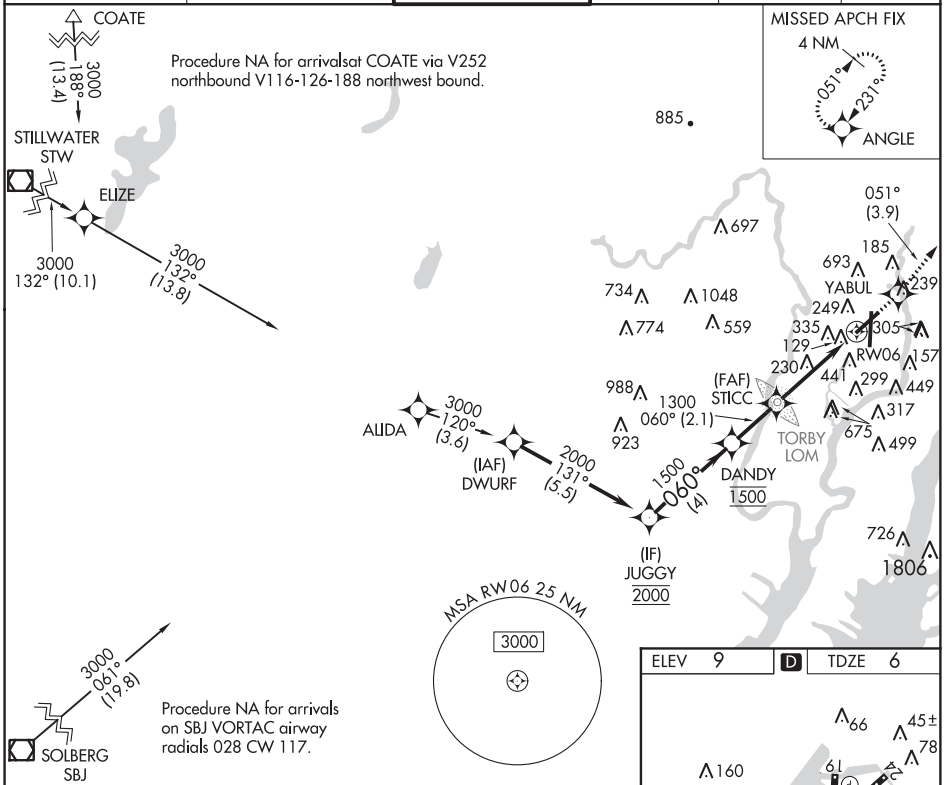 COATE
3000
188°
(13.4)
Procedure NA for arrivalsat COATE via V252
northbound V116-126-188 northwest bound.
MISSED APCH FIX
4 NM
051°
231°
ANGLE
885
STILLWATER
STW
ELIZE
3000
132° (10.1)
3000
132°
(13.8)
051°
(3.9)
697
185
693
YABUL
239
734
1048
249
774
559
335
305
129
RW06
157
230
441
299
449
988
(FAF)
STICC
1300
060° (2.1)
317
675
923
TORBY
LOM
499
ALIDA
3000
120°
(3.6)
(IAF)
DWURF
2000
131°
(5.5)
1500
060°
(4)
DANDY
1500
(IF)
JUGGY
2000
726
1806
MSA RW06 25 NM
3000
3000
061°
(19.8)
SOLBERG
SBJ
Procedure NA for arrivals
on SBJ VORTAC airway
radials 028 CW 117.
ELEV 9
D
TDZE 6
66
45±
78
160
19
24